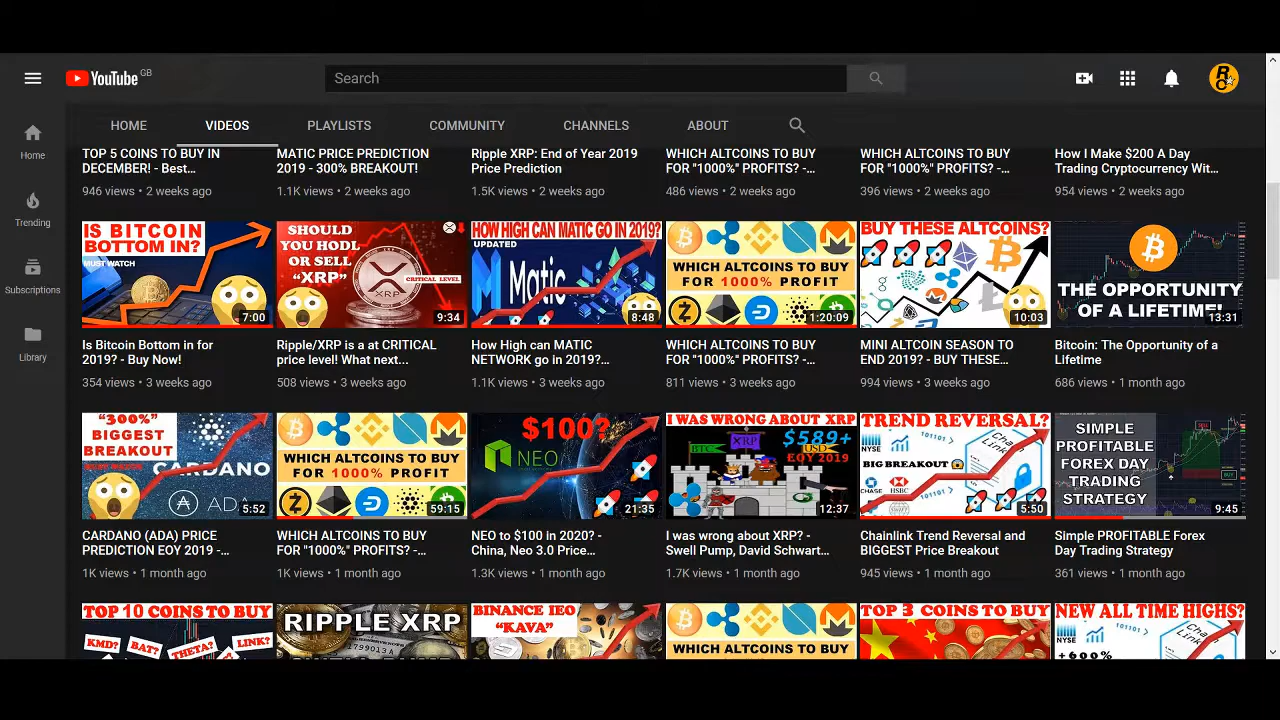 YouTube GB
Search
HOME
VIDEOS
PLAYLISTS
COMMUNITY
CHANNELS
ABOUT
Home
Trending
Subscriptions
Library
TOP 5 COINS TO BUY IN
DECEMBER! - Best...
946 views • 2 weeks ago
MATIC PRICE PREDICTION
2019 - 300% BREAKOUT!
1.1K views • 2 weeks ago
Ripple XRP: End of Year 2019
Price Prediction
1.5K views • 2 weeks ago
WHICH ALTCOINS TO BUY
FOR "1000%" PROFITS? -...
486 views • 2 weeks ago
WHICH ALTCOINS TO BUY
FOR "1000%" PROFITS? -...
396 views • 2 weeks ago
How I Make $200 A Day
Trading Cryptocurrency Wit...
954 views • 2 weeks ago
IS BITCOIN
BOTTOM IN?
MUST WATCH
7:00
Is Bitcoin Bottom in for
2019? - Buy Now!
354 views • 3 weeks ago
SHOULD
YOU HODL
OR SELL
"XRP"
CRITICAL LEVEL
XRP
9:34
Ripple/XRP is a at CRITICAL
price level! What next...
508 views • 3 weeks ago
HOW HIGH CAN MATIC GO IN 2019?
UPDATED
Matic
8:48
How High can MATIC
NETWORK go in 2019?...
1.1K views • 3 weeks ago
WHICH ALTCOINS TO BUY
FOR 1000% PROFIT
1:20:09
WHICH ALTCOINS TO BUY
FOR "1000%" PROFITS? -...
811 views • 3 weeks ago
BUY THESE ALTCOINS?
10:03
MINI ALTCOIN SEASON TO
END 2019? - BUY THESE...
994 views • 3 weeks ago
THE OPPORTUNITY
OF A LIFETIME!
13:31
Bitcoin: The Opportunity of a
LIfetime
686 views • 1 month ago
"300%"
BIGGEST
BREAKOUT
MUST WATCH
CARDANO
ADA
5:52
CARDANO (ADA) PRICE
PREDICTION EOY 2019 -...
1K views • 1 month ago
WHICH ALTCOINS TO BUY
FOR 1000% PROFIT
59:15
WHICH ALTCOINS TO BUY
FOR "1000%" PROFITS? -...
1K views • 1 month ago
$100?
NEO
21:35
NEO to $100 in 2020? -
China, Neo 3.0 Price...
1.3K views • 1 month ago
I WAS WRONG ABOUT XRP
BTC
XRP
$589+
USD
EOY 2019
12:37
I was wrong about XRP? -
Swell Pump, David Schwart...
1.7K views • 1 month ago
TREND REVERSAL?
NYSE
101101
Chain
Link
BIG BREAKOUT
CHASE
HSBC
101101
5:50
Chainlink Trend Reversal and
BIGGEST Price Breakout
945 views • 1 month ago
SIMPLE
PROFITABLE
FOREX DAY
TRADING
STRATEGY
BUY
9:45
Simple PROFITABLE Forex
Day Trading Strategy
361 views • 1 month ago
TOP 10 COINS TO BUY
KMD?
BAT?
THETA?
LINK?
RIPPLE XRP
BINANCE IEO
"KAVA"
WHICH ALTCOINS TO BUY
TOP 3 COINS TO BUY
NEW ALL TIME HIGHS?
NYSE
101101
Chain
Link
+600%